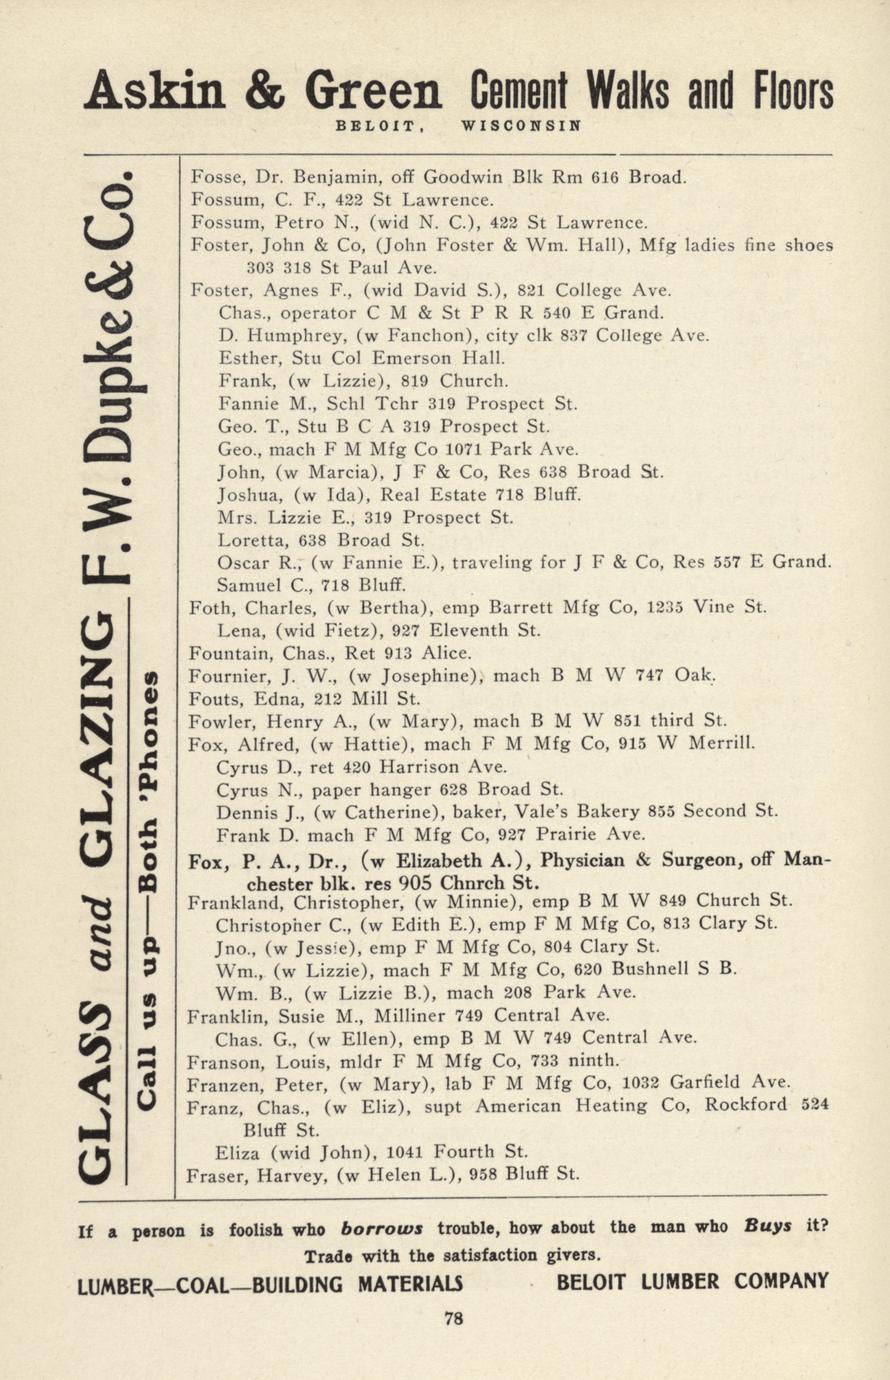 Askin & Green Cement Walks and Floors
BELOIT, WISCONSIN
GLASS and GLAZING F. W. Dupke & Co.
Call us up—Both 'Phones
Fosse, Dr. Benjamin, off Goodwin Blk Rm 616 Broad.
Fossum, C. F., 422 St Lawrence.
Fossum, Petro N., (wid N. C.), 422 St Lawrence.
Foster, John & Co, (John Foster & Wm. Hall), Mfg ladies fine shoes
303 318 St Paul Ave.
Foster, Agnes F., (wid David S.), 821 College Ave.
Chas., operator C M & St P R R 540 E Grand.
D. Humphrey, (w Fanchon), city clk 837 College Ave.
Esther, Stu Col Emerson Hall.
Frank, (w Lizzie), 819 Church.
Fannie M., Schl Tchr 319 Prospect St.
Geo. T., Stu B C A 319 Prospect St.
Geo., mach F M Mfg Co 1071 Park Ave.
John, (w Marcia), J F & Co, Res 638 Broad St.
Joshua, (w Ida), Real Estate 718 Bluff.
Mrs. Lizzie E., 319 Prospect St.
Loretta, 638 Broad St.
Oscar R., (w Fannie E.), traveling for J F & Co, Res 557 E Grand.
Samuel C., 718 Bluff.
Foth, Charles, (w Bertha), emp Barrett Mfg Co, 1235 Vine St.
Lena, (wid Fietz), 927 Eleventh St.
Fountain, Chas., Ret 913 Alice.
Fournier, J. W., (w Josephine), mach B M W 747 Oak.
Fouts, Edna, 212 Mill St.
Fowler, Henry A., (w Mary), mach B M W 851 third St.
Fox, Alfred, (w Hattie), mach F M Mfg Co, 915 W Merrill.
Cyrus D., ret 420 Harrison Ave.
Cyrus N., paper hanger 628 Broad St.
Dennis J., (w Catherine), baker, Vale's Bakery 855 Second St.
Frank D. mach F M Mfg Co, 927 Prairie Ave.
Fox, P. A., Dr., (w Elizabeth A.), Physician & Surgeon, off Man-
chester blk. res 905 Chnrch St.
Frankland, Christopher, (w Minnie), emp B M W 849 Church St.
Christopher C., (w Edith E.), emp F M Mfg Co, 813 Clary St.
Jno., (w Jessie), emp F M Mfg Co, 804 Clary St.
Wm., (w Lizzie), mach F M Mfg Co, 620 Bushnell S B.
Wm. B., (w Lizzie B.), mach 208 Park Ave.
Franklin, Susie M., Milliner 749 Central Ave.
Chas. G., (w Ellen), emp B M W 749 Central Ave.
Franson, Louis, mldr F M Mfg Co, 733 ninth.
Franzen, Peter, (w Mary), lab F M Mfg Co, 1032 Garfield Ave.
Franz, Chas., (w Eliz), supt American Heating Co, Rockford 524
Bluff St.
Eliza (wid John), 1041 Fourth St.
Fraser, Harvey, (w Helen L.), 958 Bluff St.
If a person is foolish who borrows trouble, how about the man who Buys it?
Trade with the satisfaction givers.
LUMBER—COAL—BUILDING MATERIALS BELOIT LUMBER COMPANY
78